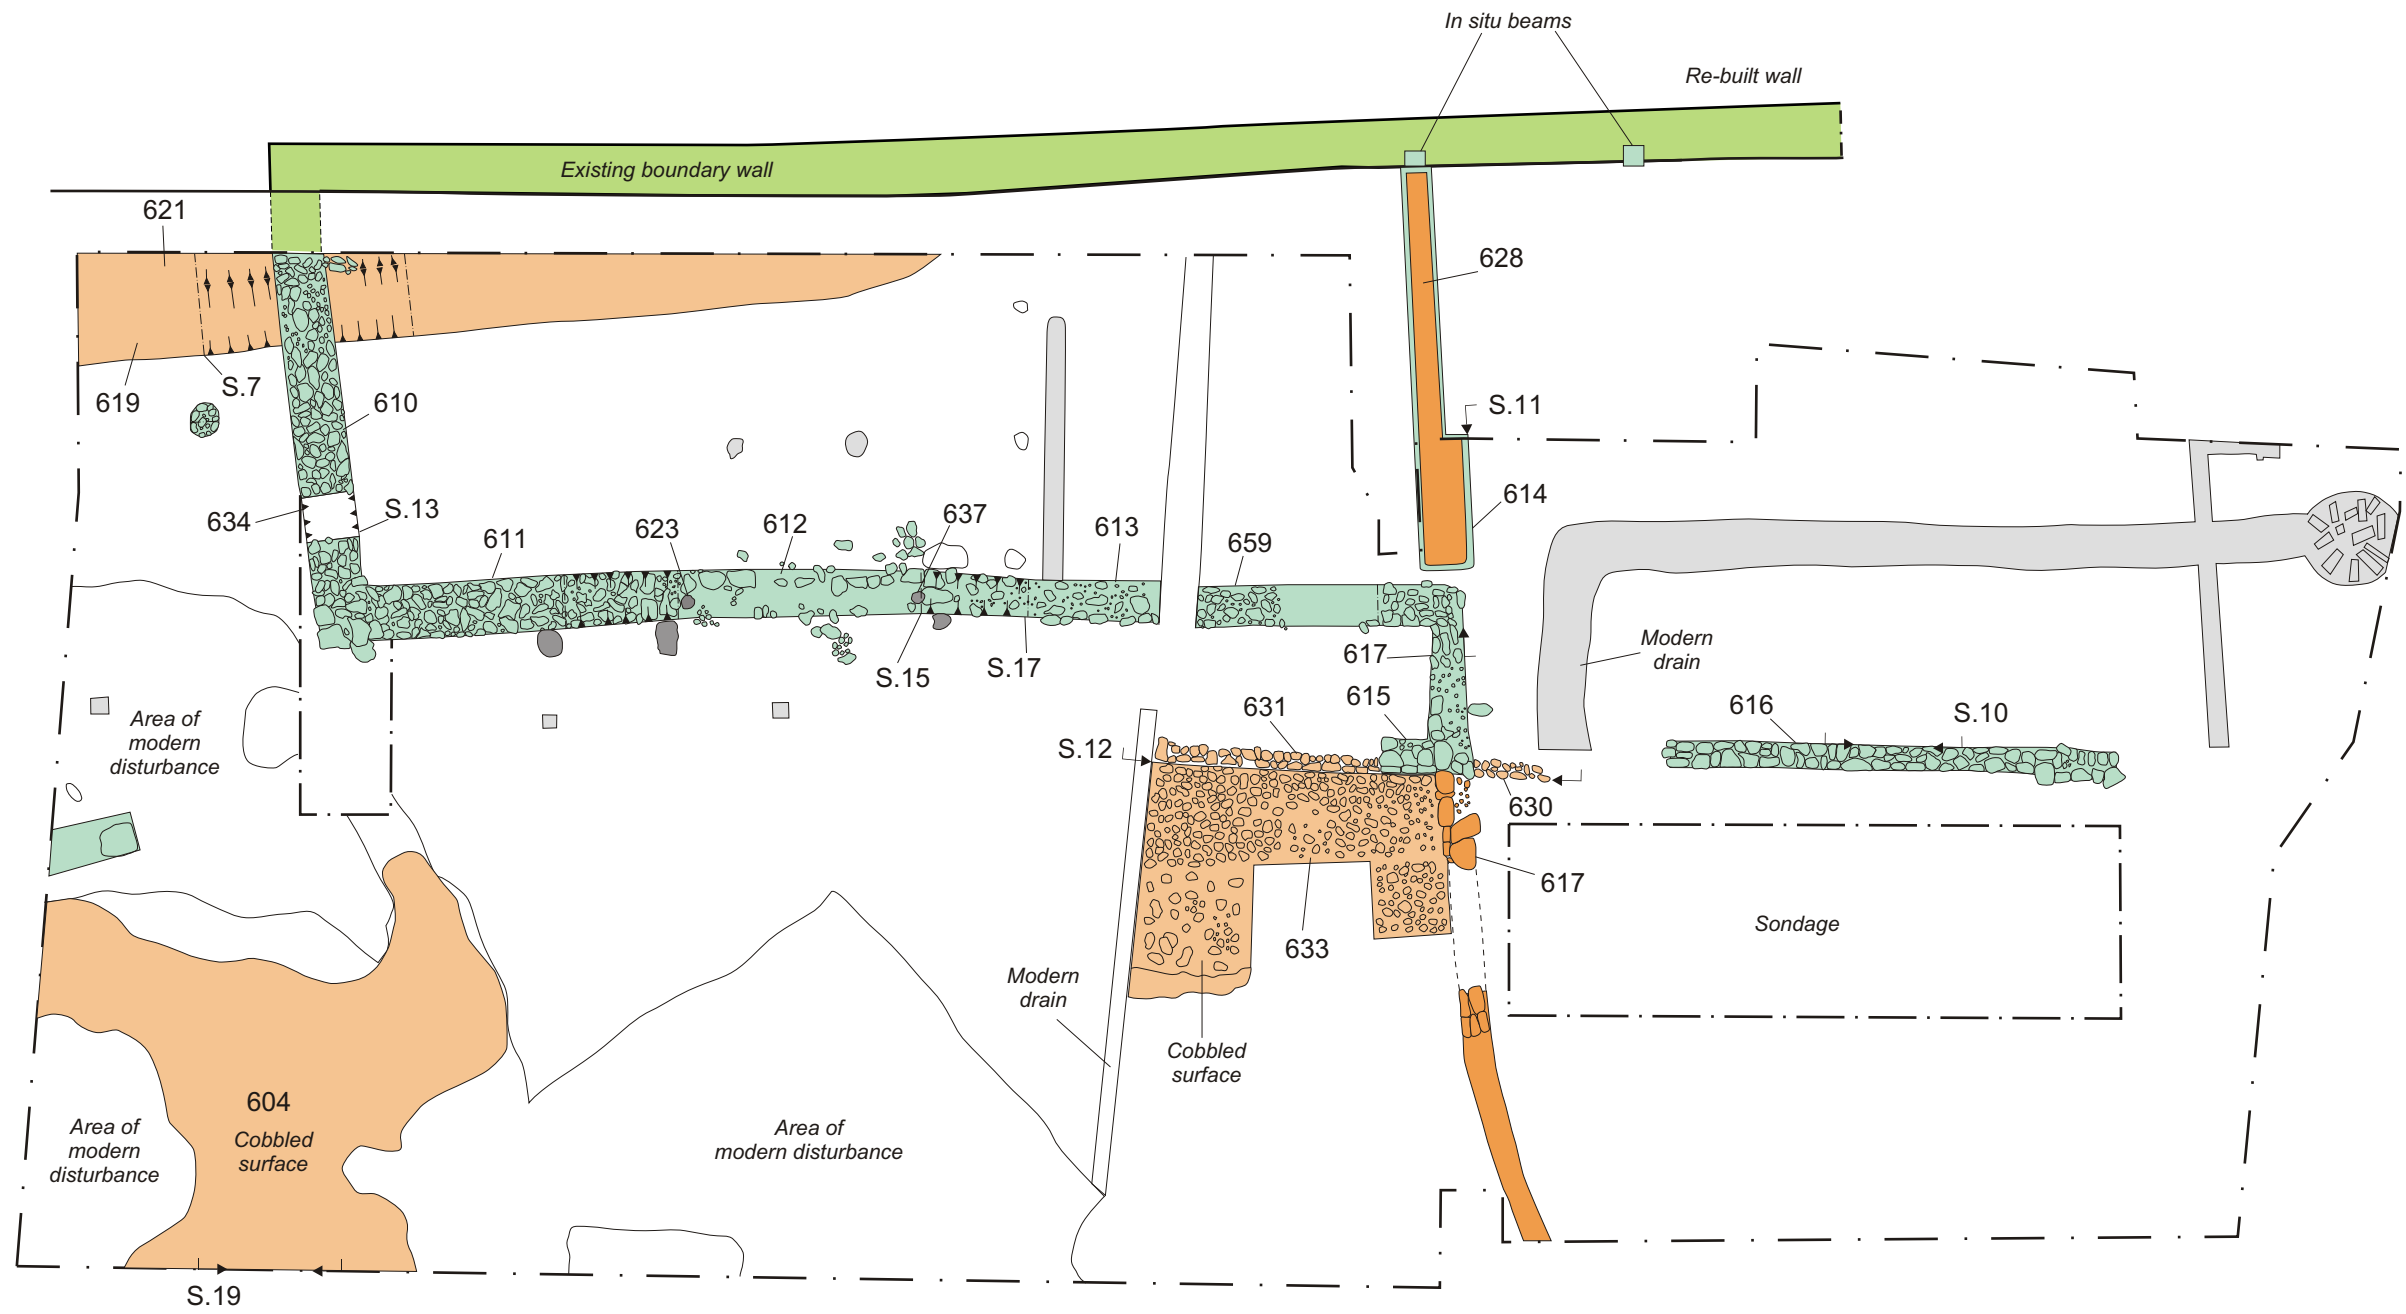 In situ beams
Re-built wall
Existing boundary wall
621
628
619
S.7
610
S.11
634
S.13
611
623
612
637
613
659
614
S.15
S.17
617
Modern
drain
Area of
modern
disturbance
631
615
616
S.10
S.12
630
617
633
Sondage
Modern
drain
Cobbled
surface
604
Cobbled
surface
Area of
modern
disturbance
Area of
modern disturbance
S.19